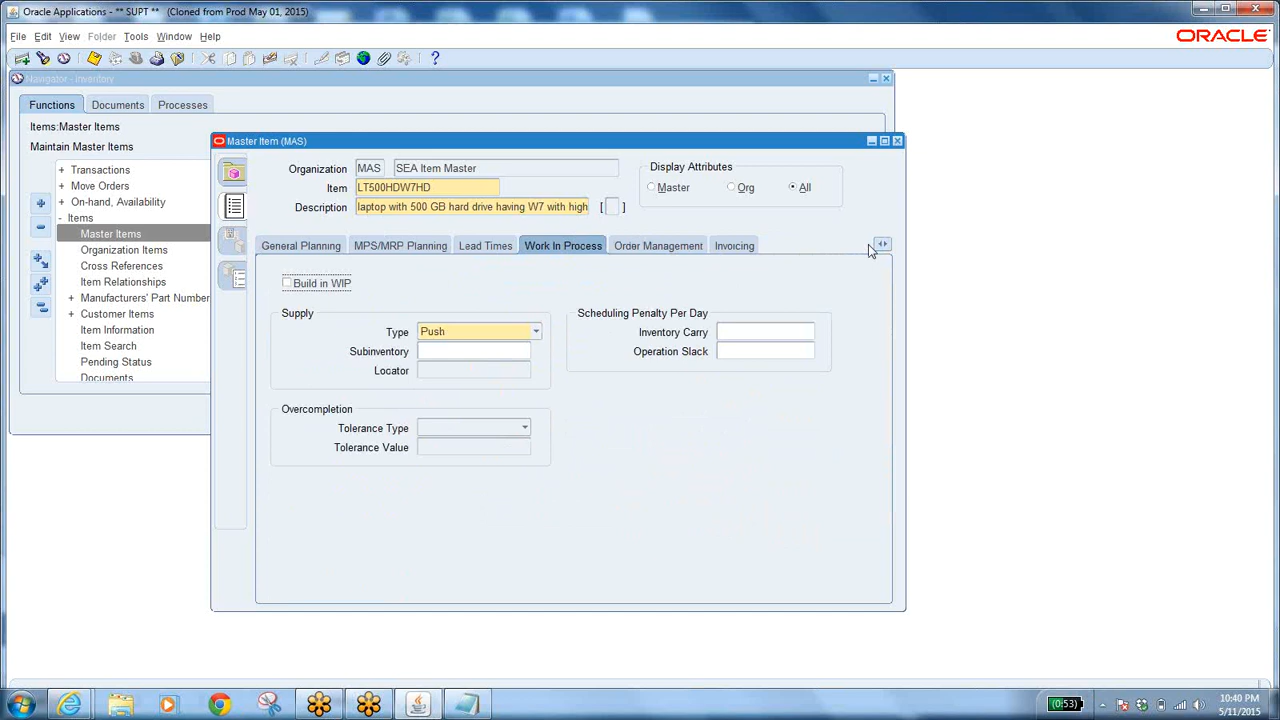 Oracle Applications - ** SUPT ** (Cloned from Prod May 01, 2015)
File Edit View Folder Tools Window Help
ORACLE
Navigator - Inventory
Functions Documents Processes
Items:Master Items
Maintain Master Items
+ Transactions
+ Move Orders
+ On-hand, Availability
- Items
Master Items
Organization Items
Cross References
Item Relationships
+ Manufacturers' Part Number
+ Customer Items
Item Information
Item Search
Pending Status
Documents
Master Item (MAS)
Organization MAS SEA Item Master
Item LT500HDW7HD
Description laptop with 500 GB hard drive having W7 with high [ ]
Display Attributes
Master Org All
General Planning MPS/MRP Planning Lead Times Work In Process Order Management Invoicing
Build in WIP
Supply
Type Push
Subinventory
Locator
Scheduling Penalty Per Day
Inventory Carry
Operation Slack
Overcompletion
Tolerance Type
Tolerance Value
(0:53)
10:40 PM
5/11/2015